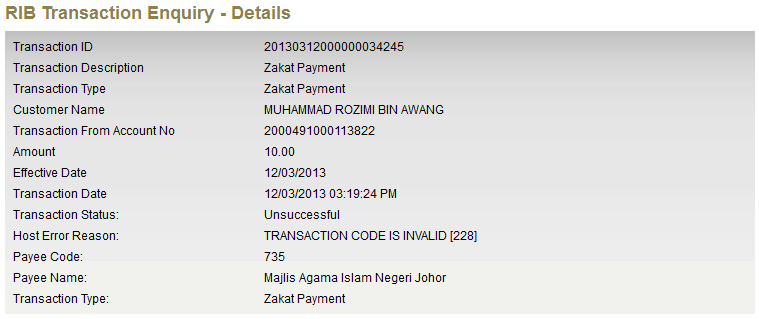 RIB Transaction Enquiry - Details
Transaction ID 20130312000000034245
Transaction Description Zakat Payment
Transaction Type Zakat Payment
Customer Name MUHAMMAD ROZIMI BIN AWANG
Transaction From Account No 2000491000113822
Amount 10.00
Effective Date 12/03/2013
Transaction Date 12/03/2013 03:19:24 PM
Transaction Status: Unsuccessful
Host Error Reason: TRANSACTION CODE IS INVALID [228]
Payee Code: 735
Payee Name: Majlis Agama Islam Negeri Johor
Transaction Type: Zakat Payment